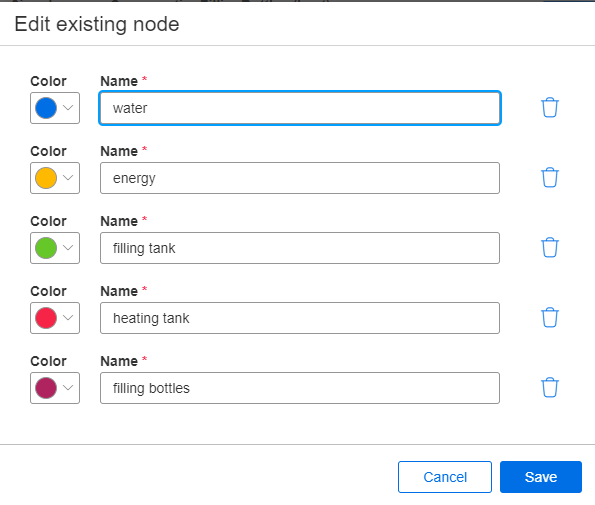 Edit existing node
Color Name *
water
Color Name *
energy
Color Name *
filling tank
Color Name *
heating tank
Color Name *
filling bottles
Cancel Save